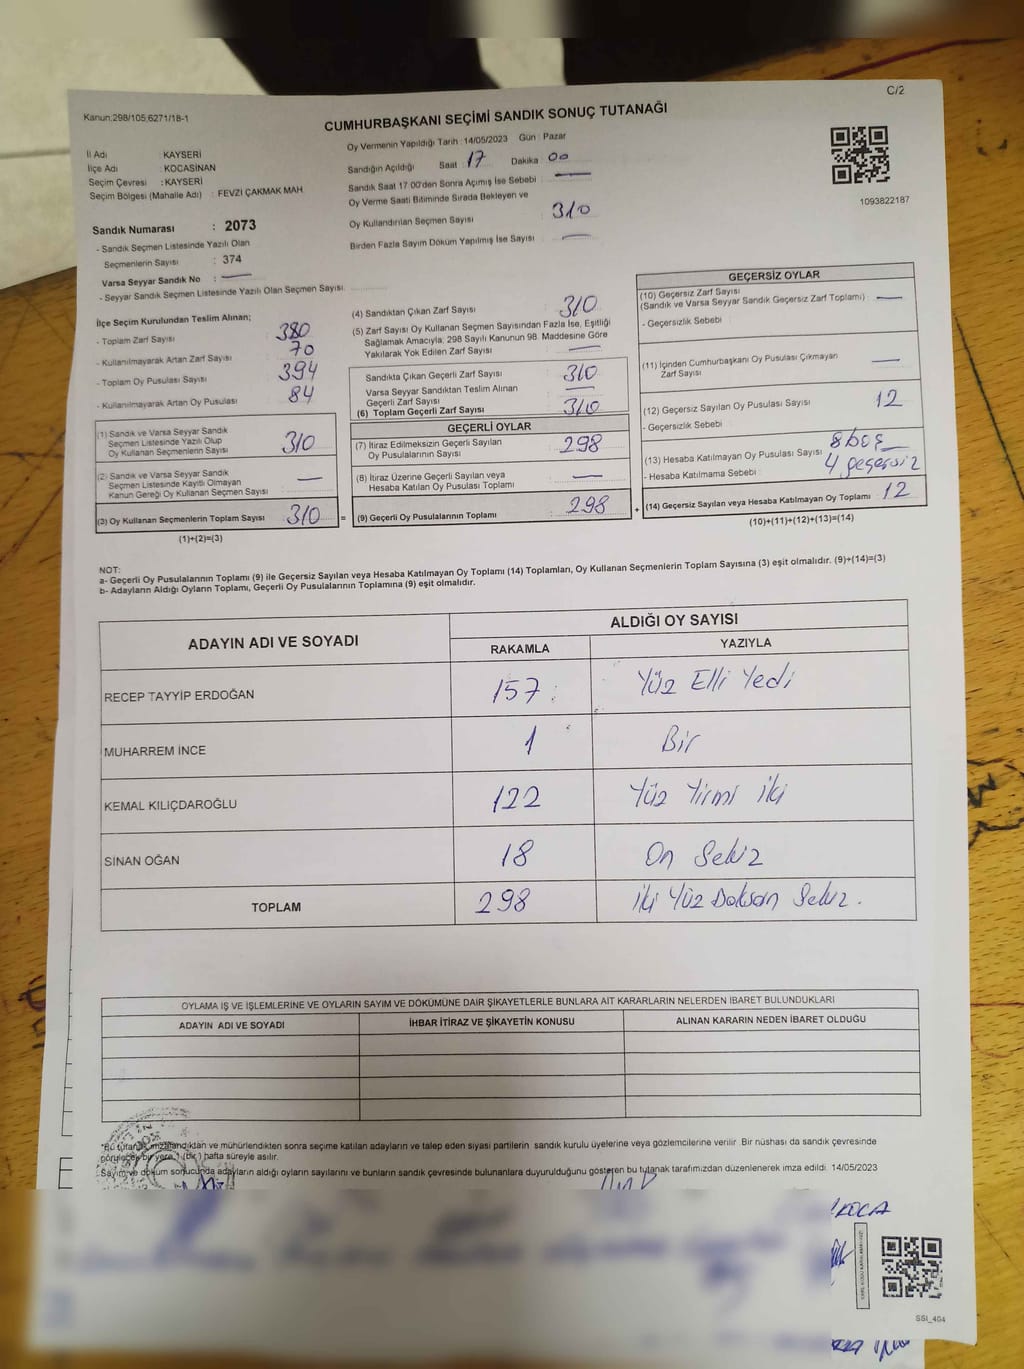 C/2
Kanun:298/105,6271/18-1
CUMHURBAŞKANI SEÇİMİ SANDIK SONUÇ TUTANAĞI
İl Adı : KAYSERİ
İlçe Adı : KOCASİNAN
Seçim Çevresi : KAYSERİ
Seçim Bölgesi (Mahalle Adı) : FEVZİ ÇAKMAK MAH.
Sandık Numarası : 2073
- Sandık Seçmen Listesinde Yazılı Olan
Seçmenlerin Sayısı : 374
Varsa Seyyar Sandık No : —
- Seyyar Sandık Seçmen Listesinde Yazılı Olan Seçmen Sayısı:
Oy Vermenin Yapıldığı Tarih : 14/05/2023 Gün : Pazar
Sandığın Açıldığı Saat 17 Dakika 00
Sandık Saat 17:00'den Sonra Açımış İse Sebebi : —
Oy Verme Saati Bitiminde Sırada Bekleyen ve
Oy Kullandırılan Seçmen Sayısı : 310
Birden Fazla Sayım Döküm Yapılmış İse Sayısı : —
1093822187
İlçe Seçim Kurulundan Teslim Alınan;
- Toplam Zarf Sayısı : 380
- Kullanılmayarak Artan Zarf Sayısı : 70
- Toplam Oy Pusulası Sayısı : 394
- Kullanılmayarak Artan Oy Pusulası : 84
(1) Sandık ve Varsa Seyyar Sandık
Seçmen Listesinde Yazılı Olup
Oy Kullanan Seçmenlerin Sayısı : 310
(2) Sandık ve Varsa Seyyar Sandık
Seçmen Listesinde Kayıtlı Olmayan
Kanun Gereği Oy Kullanan Seçmen Sayısı : —
(3) Oy Kullanan Seçmenlerin Toplam Sayısı : 310 =
(1)+(2)=(3)
(4) Sandıktan Çıkan Zarf Sayısı : 310
(5) Zarf Sayısı Oy Kullanan Seçmen Sayısından Fazla İse, Eşitliği
Sağlamak Amacıyla; 298 Sayılı Kanunun 98. Maddesine Göre
Yakılarak Yok Edilen Zarf Sayısı : —
Sandıkta Çıkan Geçerli Zarf Sayısı : 310
Varsa Seyyar Sandıktan Teslim Alınan
Geçerli Zarf Sayısı : —
(6) Toplam Geçerli Zarf Sayısı : 310
GEÇERLİ OYLAR
(7) İtiraz Edilmeksizin Geçerli Sayılan
Oy Pusulalarının Sayısı : 298
(8) İtiraz Üzerine Geçerli Sayılan veya
Hesaba Katılan Oy Pusulası Toplamı : —
(9) Geçerli Oy Pusulalarının Toplamı : 298 +
GEÇERSİZ OYLAR
(10) Geçersiz Zarf Sayısı
(Sandık ve Varsa Seyyar Sandık Geçersiz Zarf Toplamı) : —
- Geçersizlik Sebebi :
(11) İçinden Cumhurbaşkanı Oy Pusulası Çıkmayan
Zarf Sayısı : —
(12) Geçersiz Sayılan Oy Pusulası Sayısı : 12
- Geçersizlik Sebebi : 8 boş
(13) Hesaba Katılmayan Oy Pusulası Sayısı : —
- Hesaba Katılmama Sebebi : 4 geçersiz
(14) Geçersiz Sayılan veya Hesaba Katılmayan Oy Toplamı : 12
(10)+(11)+(12)+(13)=(14)
NOT:
a- Geçerli Oy Pusulalarının Toplamı (9) ile Geçersiz Sayılan veya Hesaba Katılmayan Oy Toplamı (14) Toplamları, Oy Kullanan Seçmenlerin Toplam Sayısına (3) eşit olmalıdır. (9)+(14)=(3)
b- Adayların Aldığı Oyların Toplamı, Geçerli Oy Pusulalarının Toplamına (9) eşit olmalıdır.
ADAYIN ADI VE SOYADI
ALDIĞI OY SAYISI
RAKAMLA YAZIYLA
RECEP TAYYİP ERDOĞAN 157 Yüz Elli Yedi
MUHARREM İNCE 1 Bir
KEMAL KILIÇDAROĞLU 122 Yüz Yirmi iki
SİNAN OĞAN 18 On Sekiz
TOPLAM 298 iki Yüz Doksan Sekiz.
OYLAMA İŞ VE İŞLEMLERİNE VE OYLARIN SAYIM VE DÖKÜMÜNE DAİR ŞİKAYETLERLE BUNLARA AİT KARARLARIN NELERDEN İBARET BULUNDUKLARI
ADAYIN ADI VE SOYADI İHBAR İTİRAZ VE ŞİKAYETİN KONUSU ALINAN KARARIN NEDEN İBARET OLDUĞU
*Bu tutanak imzalandıktan ve mühürlendikten sonra seçime katılan adayların ve talep eden siyasi partilerin sandık kurulu üyelerine veya gözlemcilerine verilir. Bir nüshası da sandık çevresinde
görülecek bir yere 1 (bir) hafta süreyle asılır.
Sayım ve döküm sonucunda adayların aldığı oyların sayılarını ve bunların sandık çevresinde bulunanlara duyurulduğunu gösteren bu tutanak tarafımızdan düzenlenerek imza edildi. 14/05/2023
KOCA
SSI_404